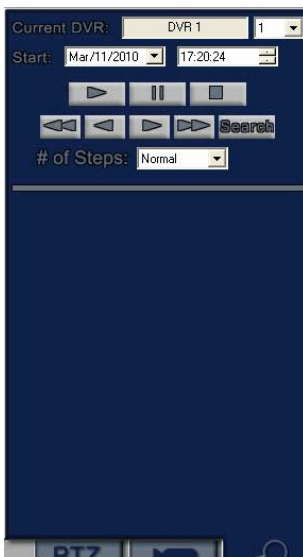 Current DVR: DVR 1 1
Start: Mar/11/2010 17:20:24
Search
# of Steps: Normal
PTZ